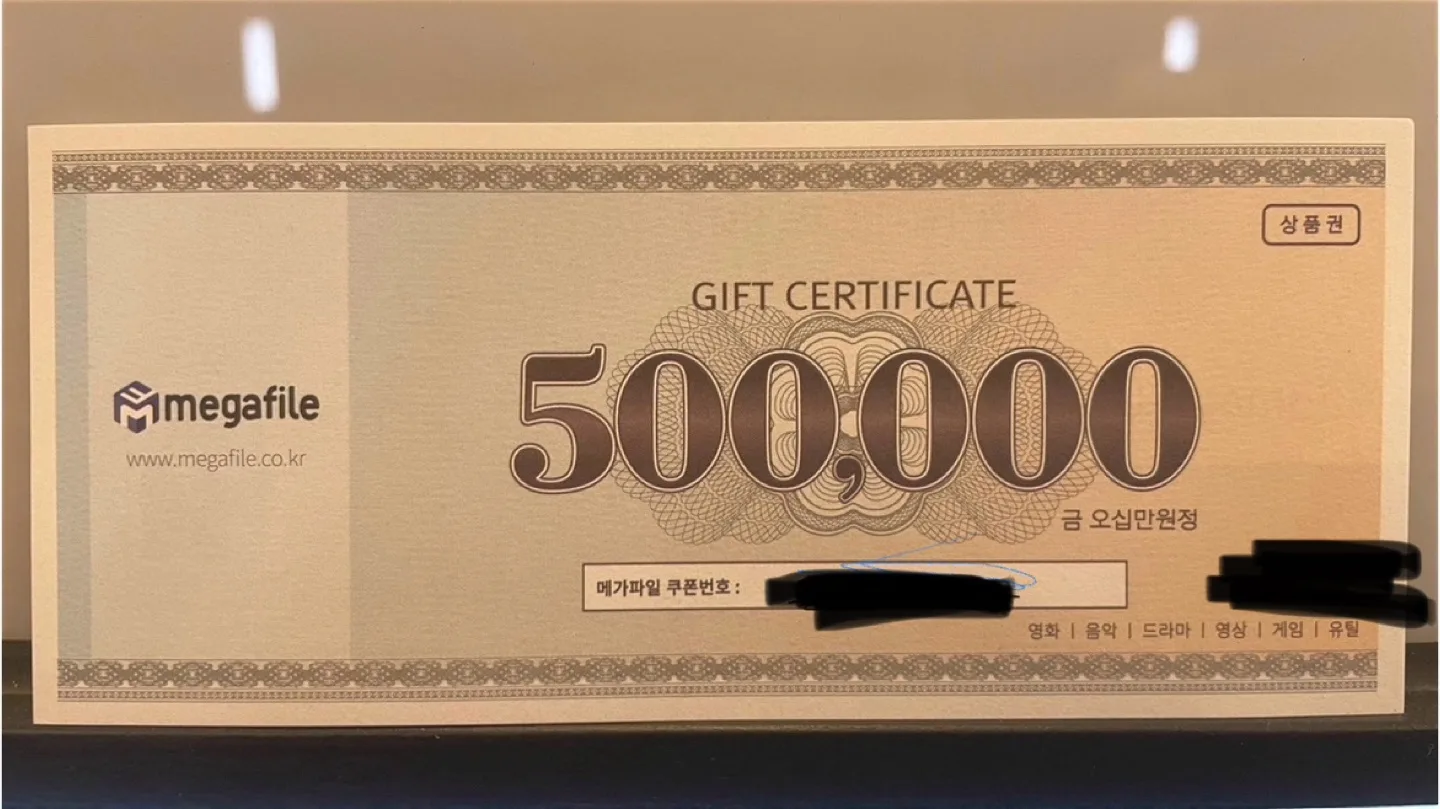 상품권
GIFT CERTIFICATE
megafile
www.megafile.co.kr
500,000
금 오십만원정
메가파일 쿠폰번호 :
영화 | 음악 | 드라마 | 영상 | 게임 | 유틸